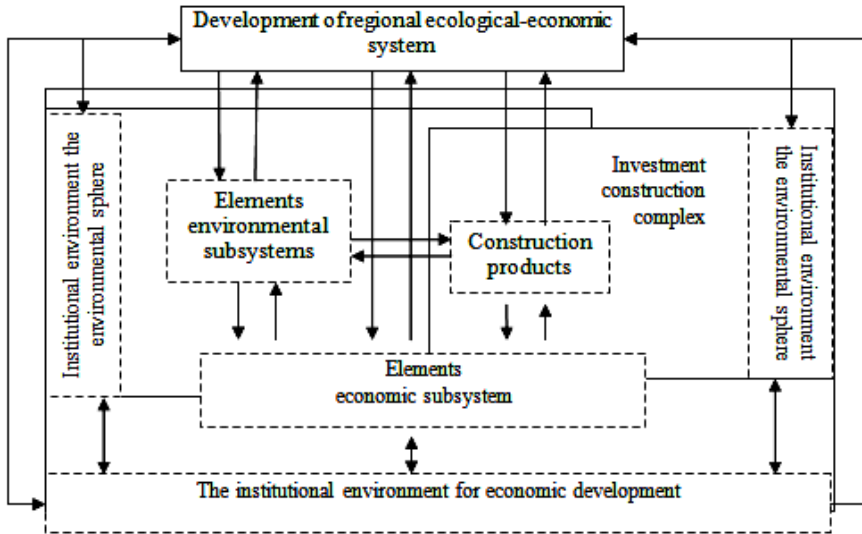 Development of regional ecological-economic
system
Institutional environment the
environmental sphere
Elements
environmental
subsystems
Construction
products
Investment
construction
complex
Institutional environment
the environmental sphere
Elements
economic subsystem
The institutional environment for economic development